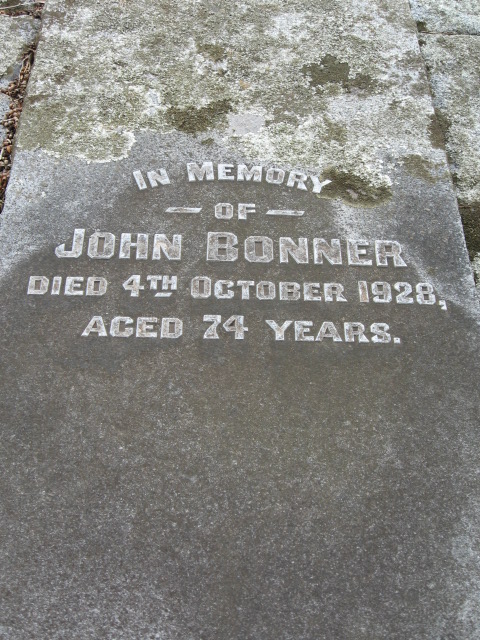 IN MEMORY
— OF —
JOHN BONNER
DIED 4TH OCTOBER 1928,
AGED 74 YEARS.